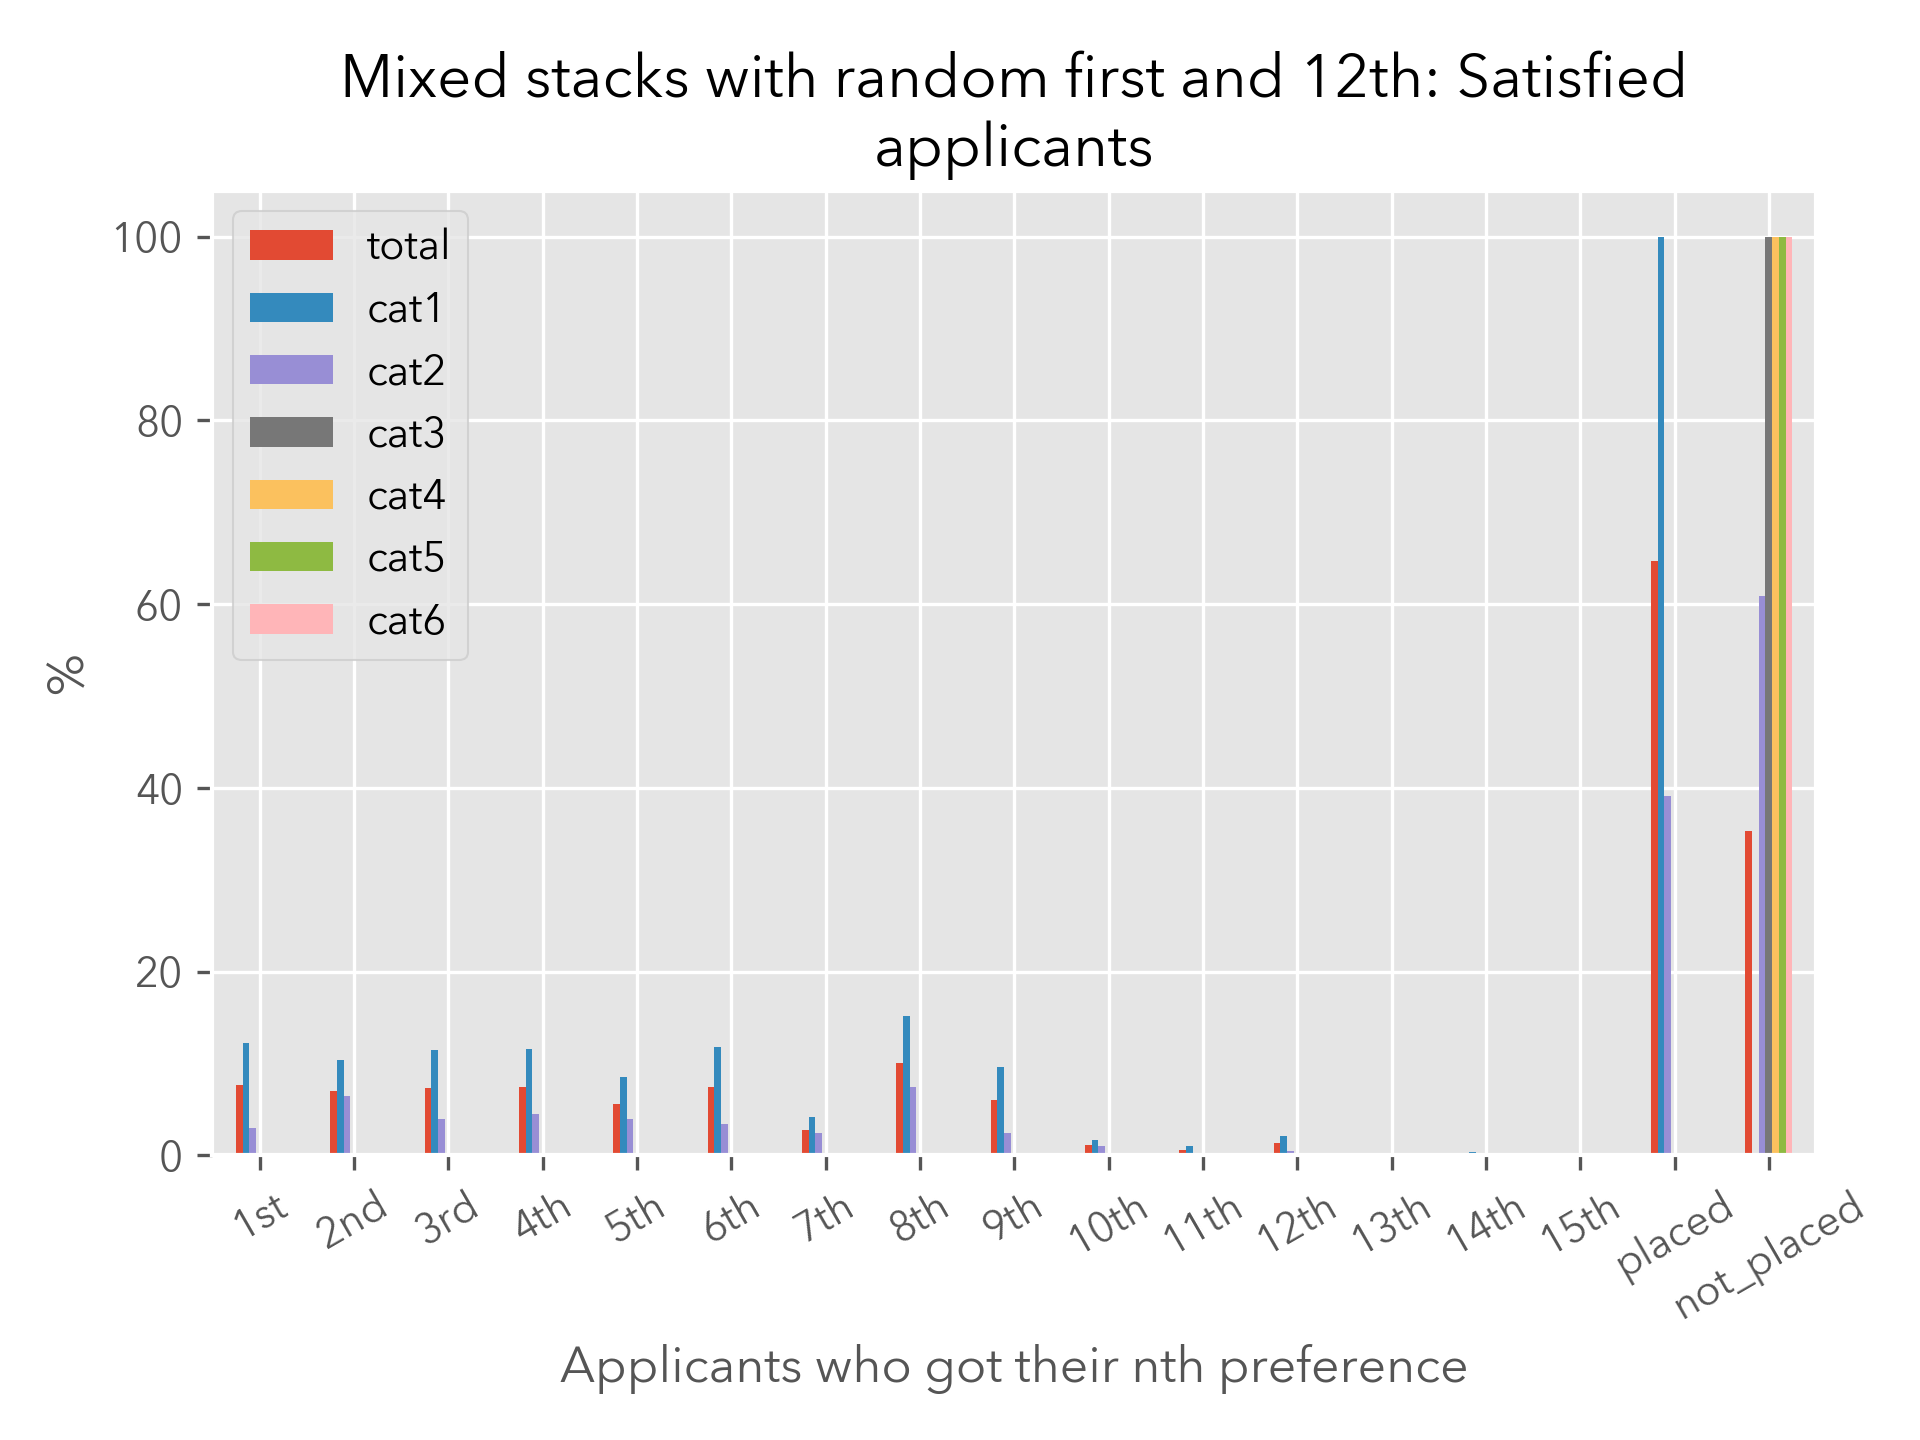 Mixed stacks with random first and 12th: Satisfied
applicants
100
80
60
40
20
0
%
total
cat1
cat2
cat3
cat4
cat5
cat6
1st
2nd
3rd
4th
5th
6th
7th
8th
9th
10th
11th
12th
13th
14th
15th
placed
not_placed
Applicants who got their nth preference